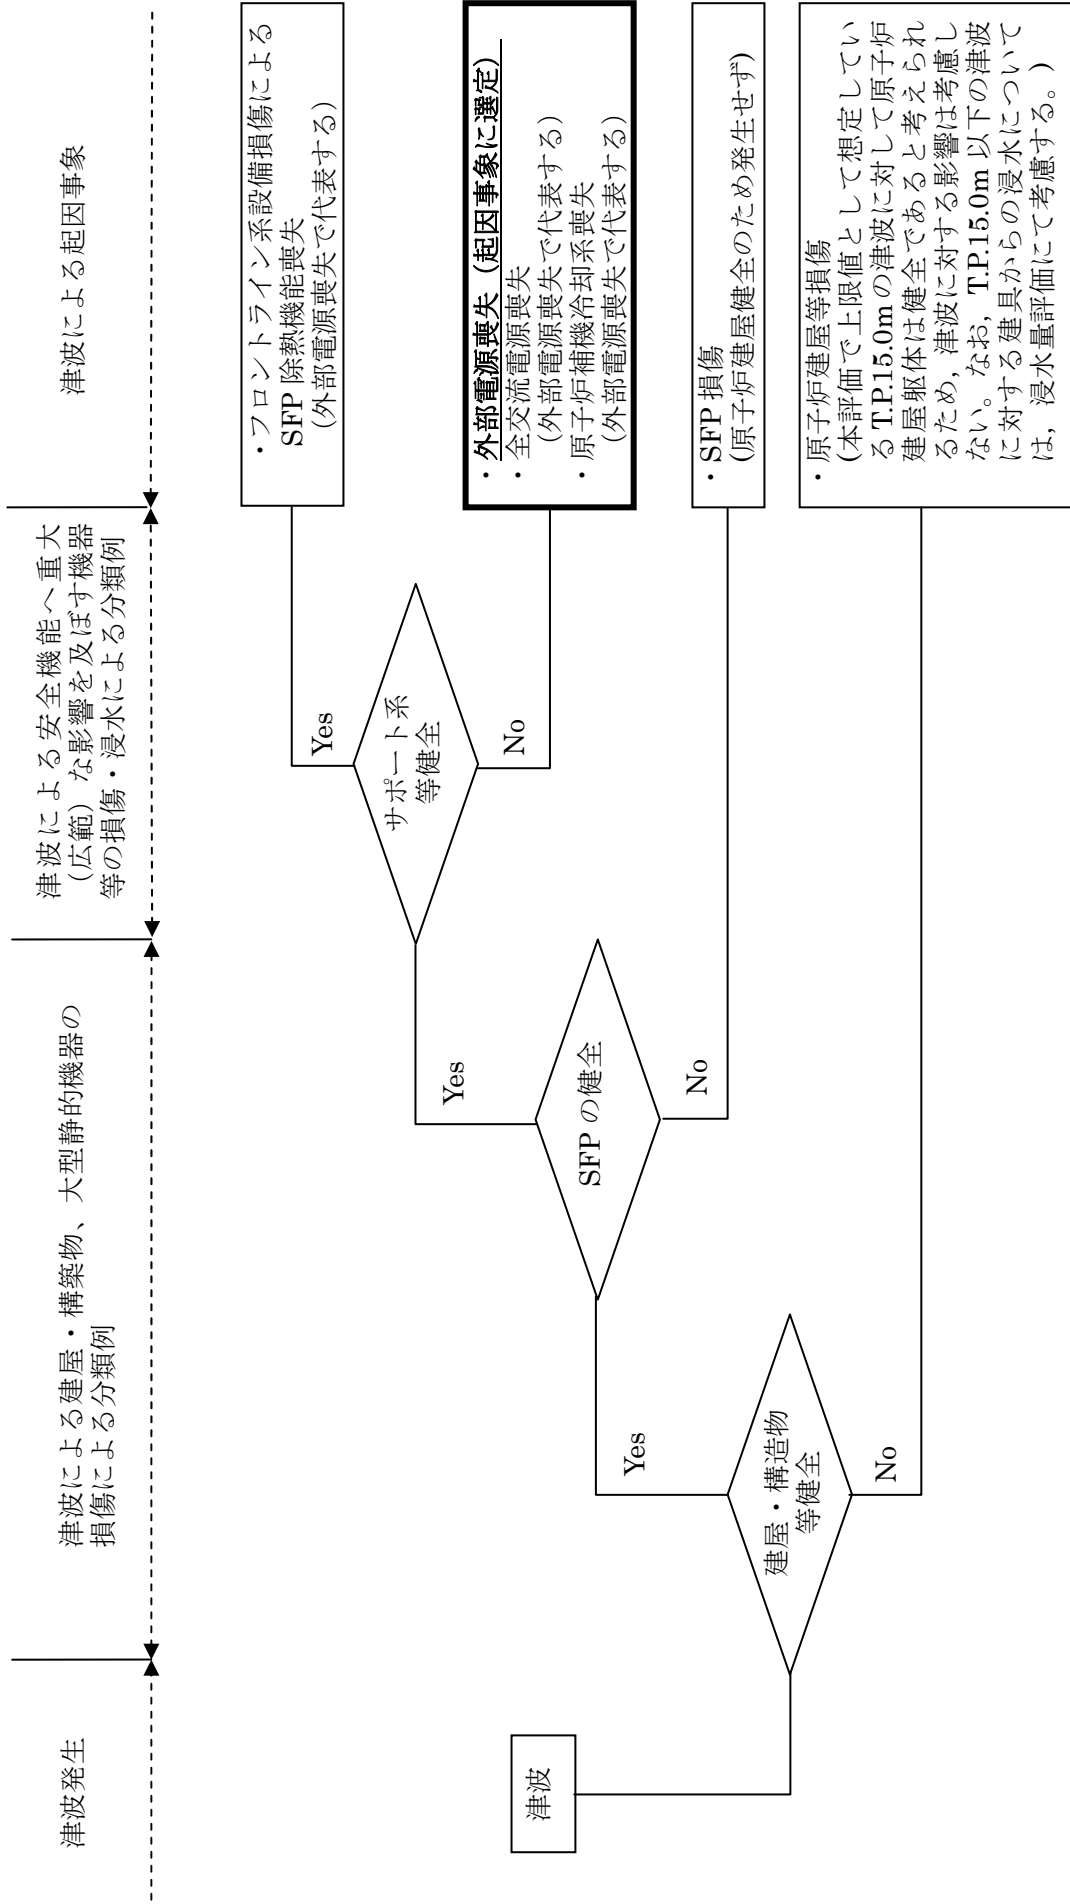 津波発生
津波による建屋・構築物、大型静的機器の
損傷による分類例
津波による安全機能へ重大
(広範）な影響を及ぼす機器
等の損傷・浸水による分類例
津波による起因事象
津波
建屋・構造物
等健全
Yes
No
SFP の健全
Yes
No
サポート系
等健全
Yes
No
・フロントライン系設備損傷による
SFP 除熱機能喪失
(外部電源喪失で代表する)
・外部電源喪失（起因事象に選定）
・全交流電源喪失
(外部電源喪失で代表する)
・原子炉補機冷却系喪失
(外部電源喪失で代表する)
・SFP 損傷
(原子炉建屋健全のため発生せず)
・原子炉建屋等損傷
(本評価で上限値として想定してい
る T.P.15.0m の津波に対して原子炉
建屋躯体は健全であると考えられ
るため，津波に対する影響は考慮し
ない。なお，T.P.15.0m 以下の津波
に対する建具からの浸水について
は，浸水量評価にて考慮する。)